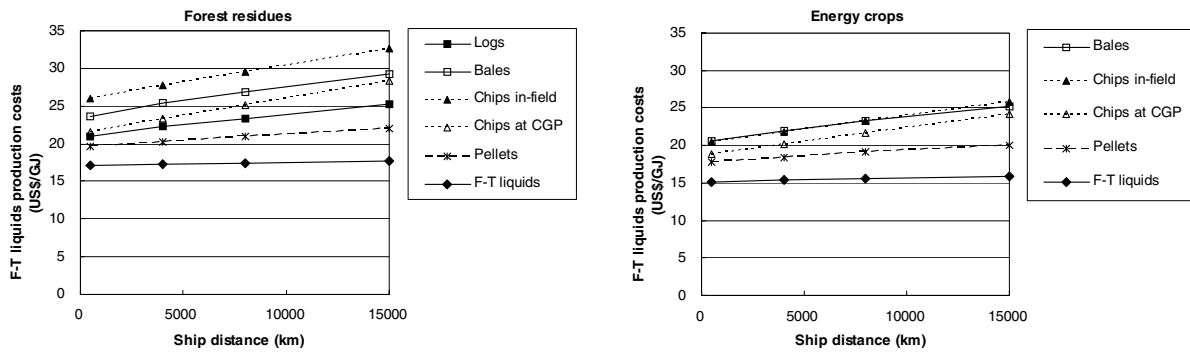 Forest residues
F-T liquids production costs
(US$/GJ)
35
30
25
20
15
10
5
0
0
5000
10000
15000
Ship distance (km)
Logs
Bales
Chips in-field
Chips at CGP
Pellets
F-T liquids
Energy crops
F-T liquids production costs
(US$/GJ)
35
30
25
20
15
10
5
0
0
5000
10000
15000
Ship distance (km)
Bales
Chips in-field
Chips at CGP
Pellets
F-T liquids